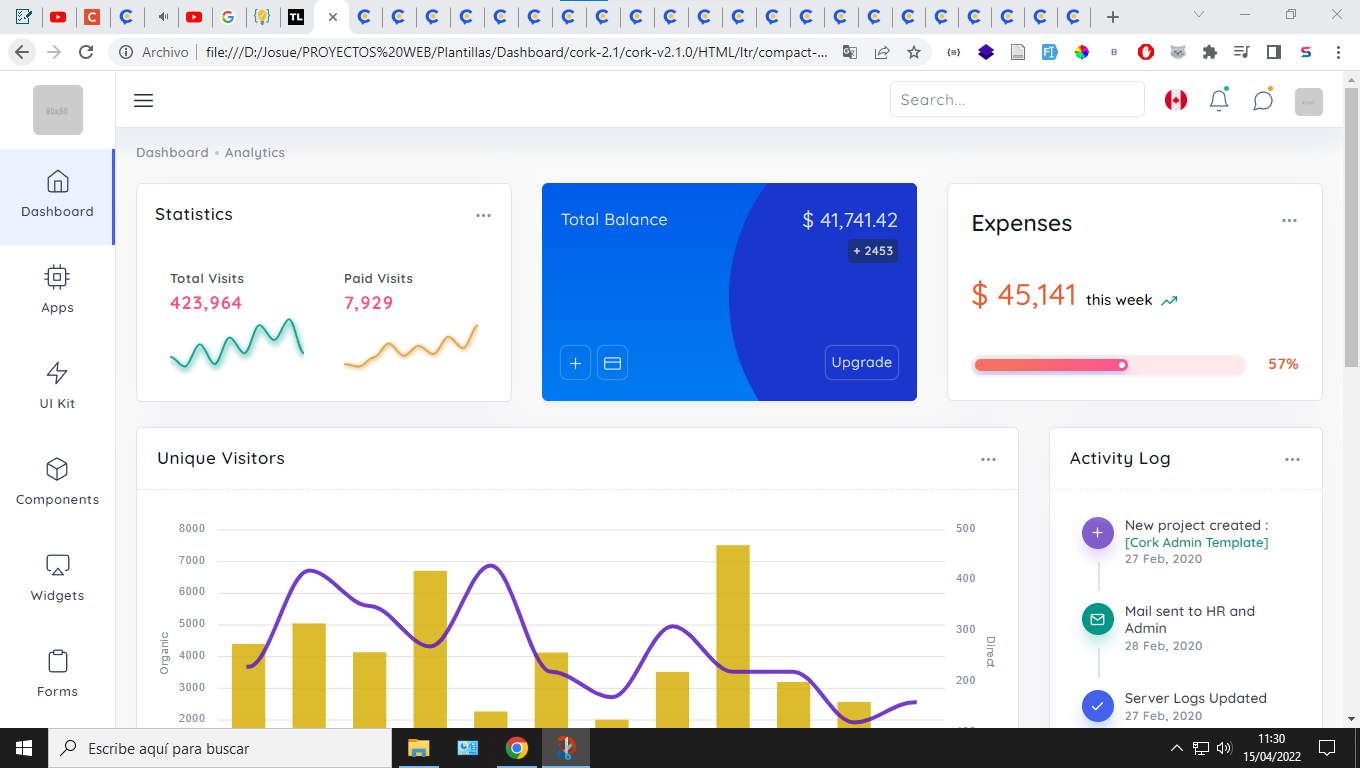 TL
Archivo
file:///D:/Josue/PROYECTOS%20WEB/Plantillas/Dashboard/cork-2.1/cork-v2.1.0/HTML/ltr/compact-...
Search...
Dashboard
Apps
UI Kit
Components
Widgets
Forms
Dashboard • Analytics
Statistics
Total Visits
423,964
Paid Visits
7,929
Total Balance
$ 41,741.42
+ 2453
Upgrade
Expenses
$ 45,141 this week
57%
Unique Visitors
8000
7000
6000
5000
4000
3000
2000
Organic
500
400
300
200
Direct
Activity Log
New project created :
[Cork Admin Template]
27 Feb, 2020
Mail sent to HR and
Admin
28 Feb, 2020
Server Logs Updated
27 Feb, 2020
Escribe aquí para buscar
11:30
15/04/2022